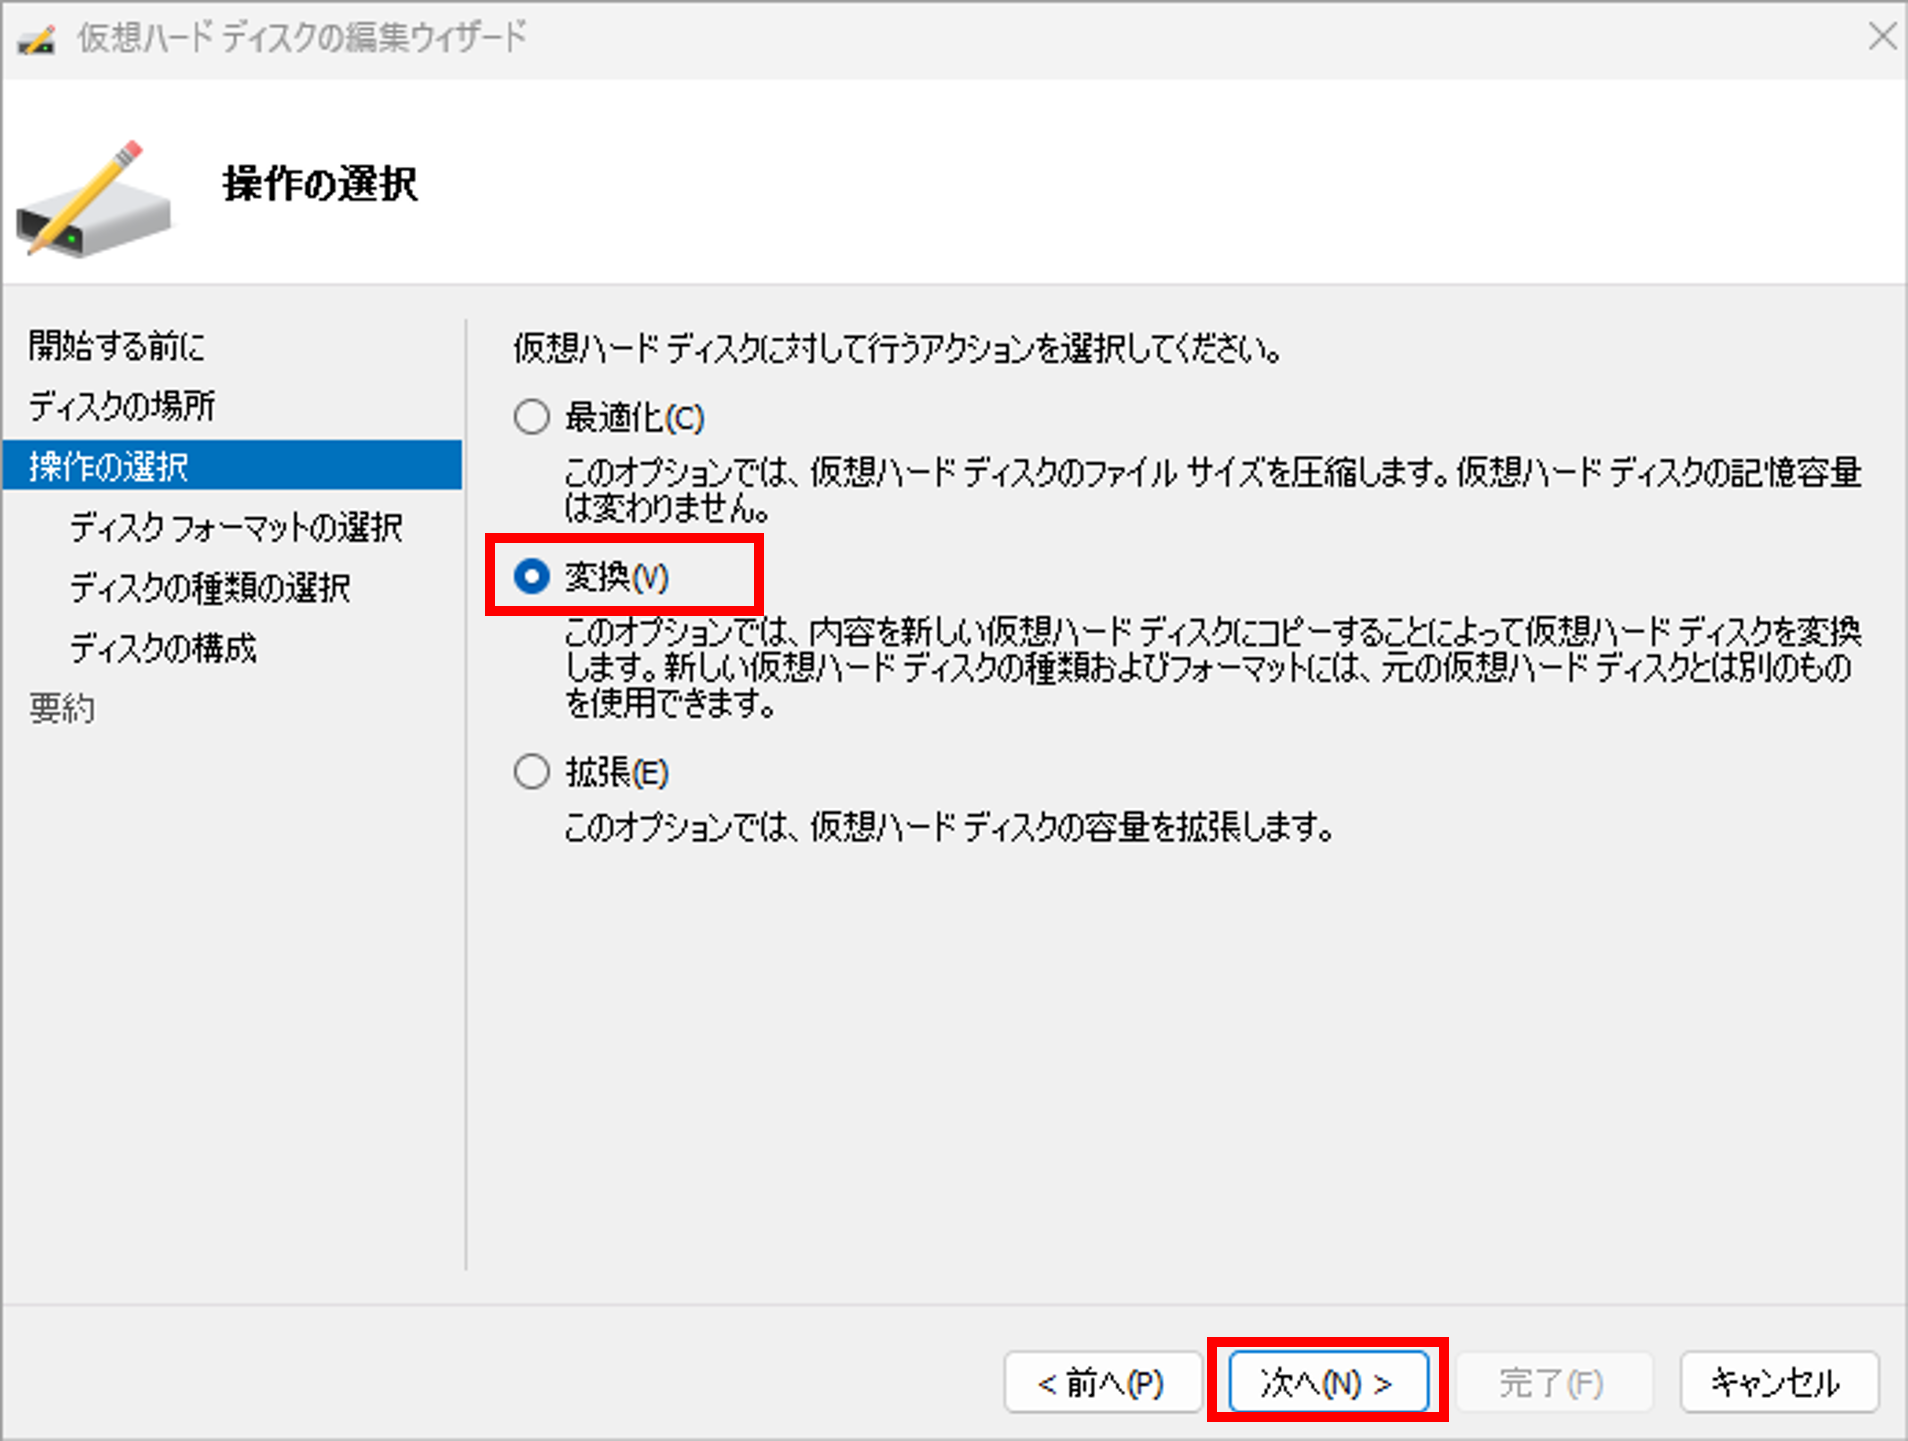 仮想ハード ディスクの編集ウィザード
操作の選択
開始する前に
ディスクの場所
操作の選択
ディスク フォーマットの選択
ディスクの種類の選択
ディスクの構成
要約
仮想ハード ディスクに対して行うアクションを選択してください。
最適化(C)
このオプションでは、仮想ハード ディスクのファイル サイズを圧縮します。仮想ハード ディスクの記憶容量
は変わりません。
変換(V)
このオプションでは、内容を新しい仮想ハード ディスクにコピーすることによって仮想ハード ディスクを変換
します。新しい仮想ハード ディスクの種類およびフォーマットには、元の仮想ハード ディスクとは別のもの
を使用できます。
拡張(E)
このオプションでは、仮想ハード ディスクの容量を拡張します。
< 前へ(P)
次へ(N) >
完了(F)
キャンセル